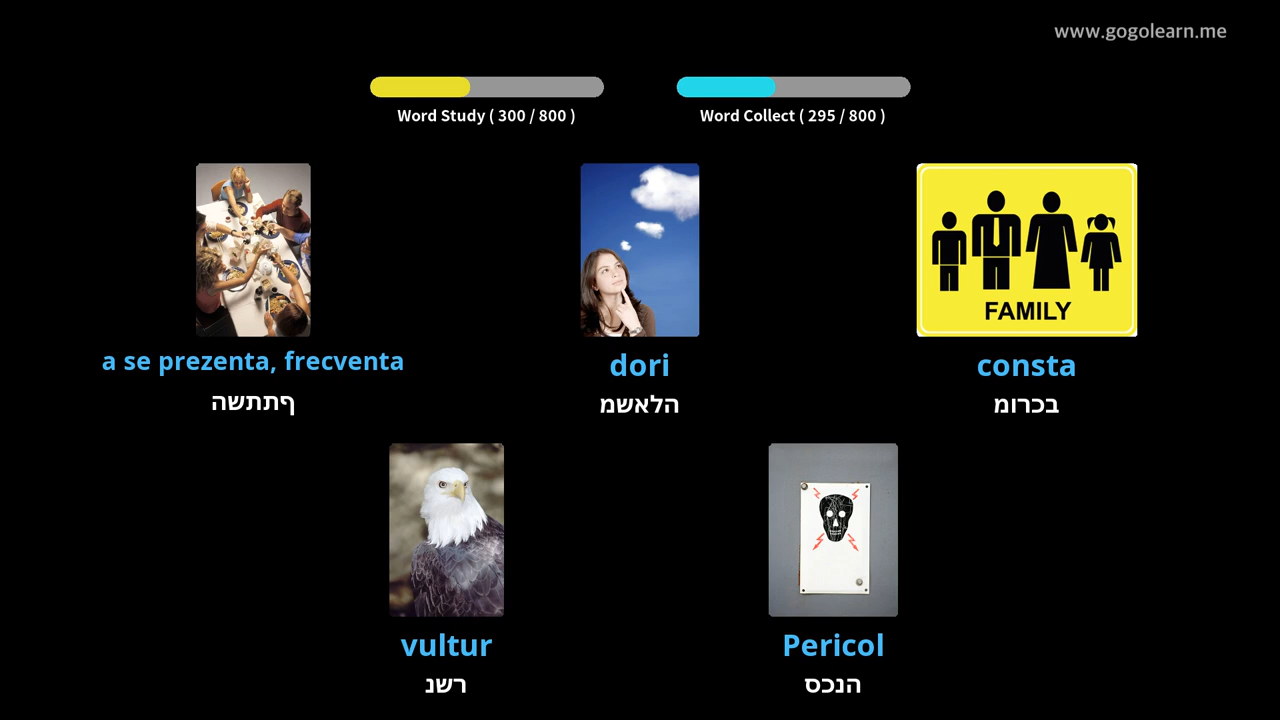 www.gogolearn.me
Word Study ( 300 / 800 )
Word Collect ( 295 / 800 )
FAMILY
a se prezenta, frecventa
ףתתשה
dori
הלאשמ
consta
בכרומ
vultur
רשנ
Pericol
הנכס